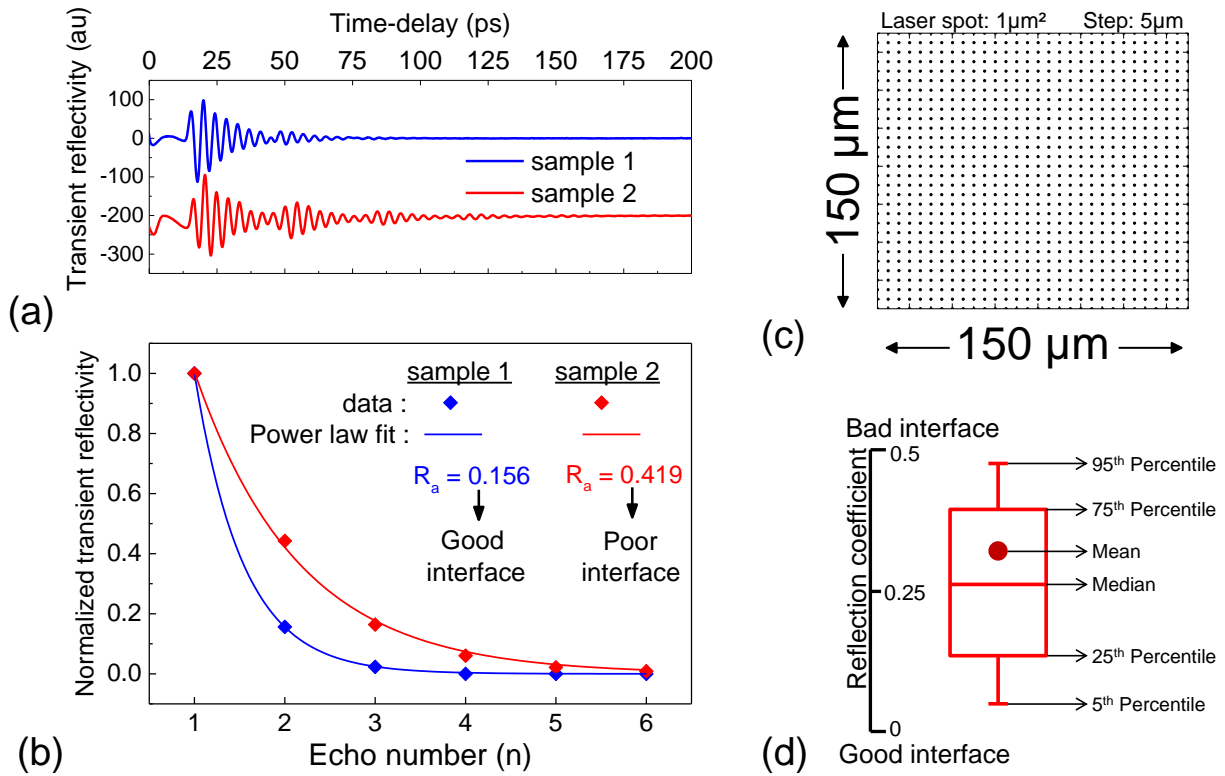 Time-delay (ps)
0 25 50 75 100 125 150 175 200
Transient reflectivity (au)
100
0
-100
-200
-300
sample 1
sample 2
(a)
Laser spot: 1µm² Step: 5µm
150 µm
150 µm
(c)
Normalized transient reflectivity
1.0
0.8
0.6
0.4
0.2
0.0
sample 1 sample 2
data :
Power law fit :
Ra = 0.156 Ra = 0.419
Good interface
Poor interface
1 2 3 4 5 6
Echo number (n)
(b)
Bad interface
Reflection coefficient
0.5
0.25
0
95th Percentile
75th Percentile
Mean
Median
25th Percentile
5th Percentile
Good interface
(d)